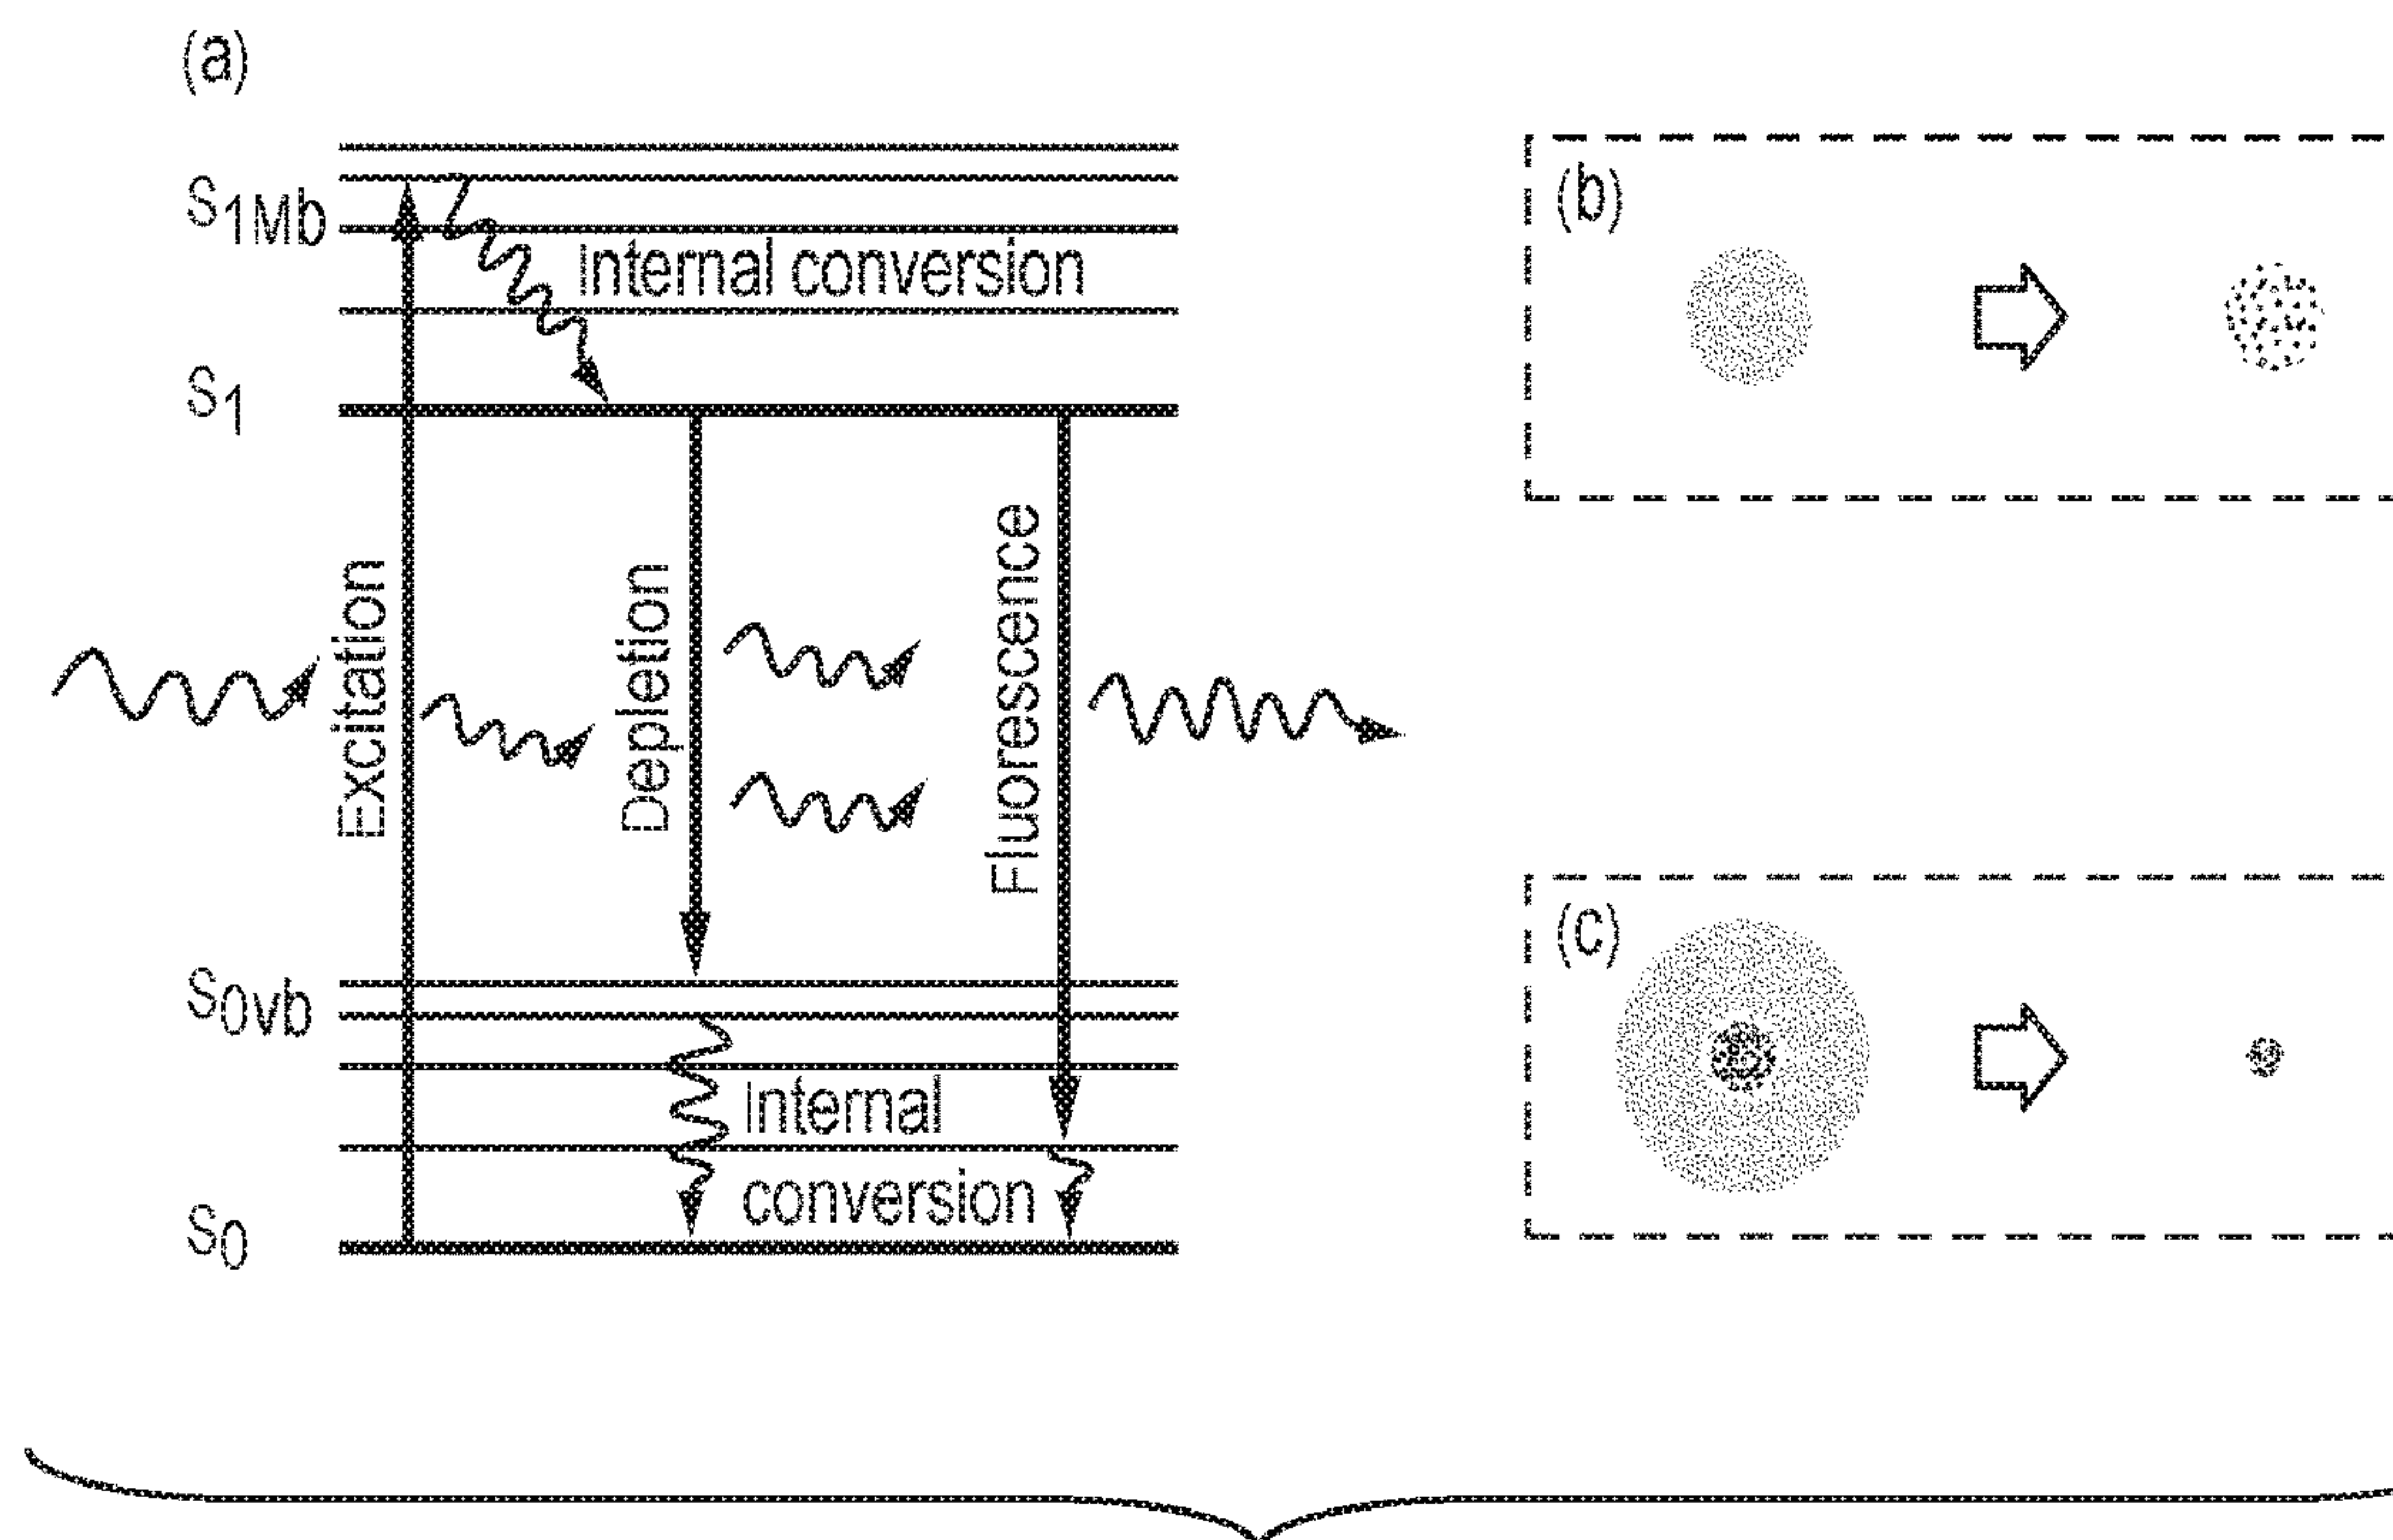 (a)
S1Mb
Internal conversion
S1
Excitation
Depletion
Fluorescence
S0vb
Internal
conversion
S0
(b)
(c)